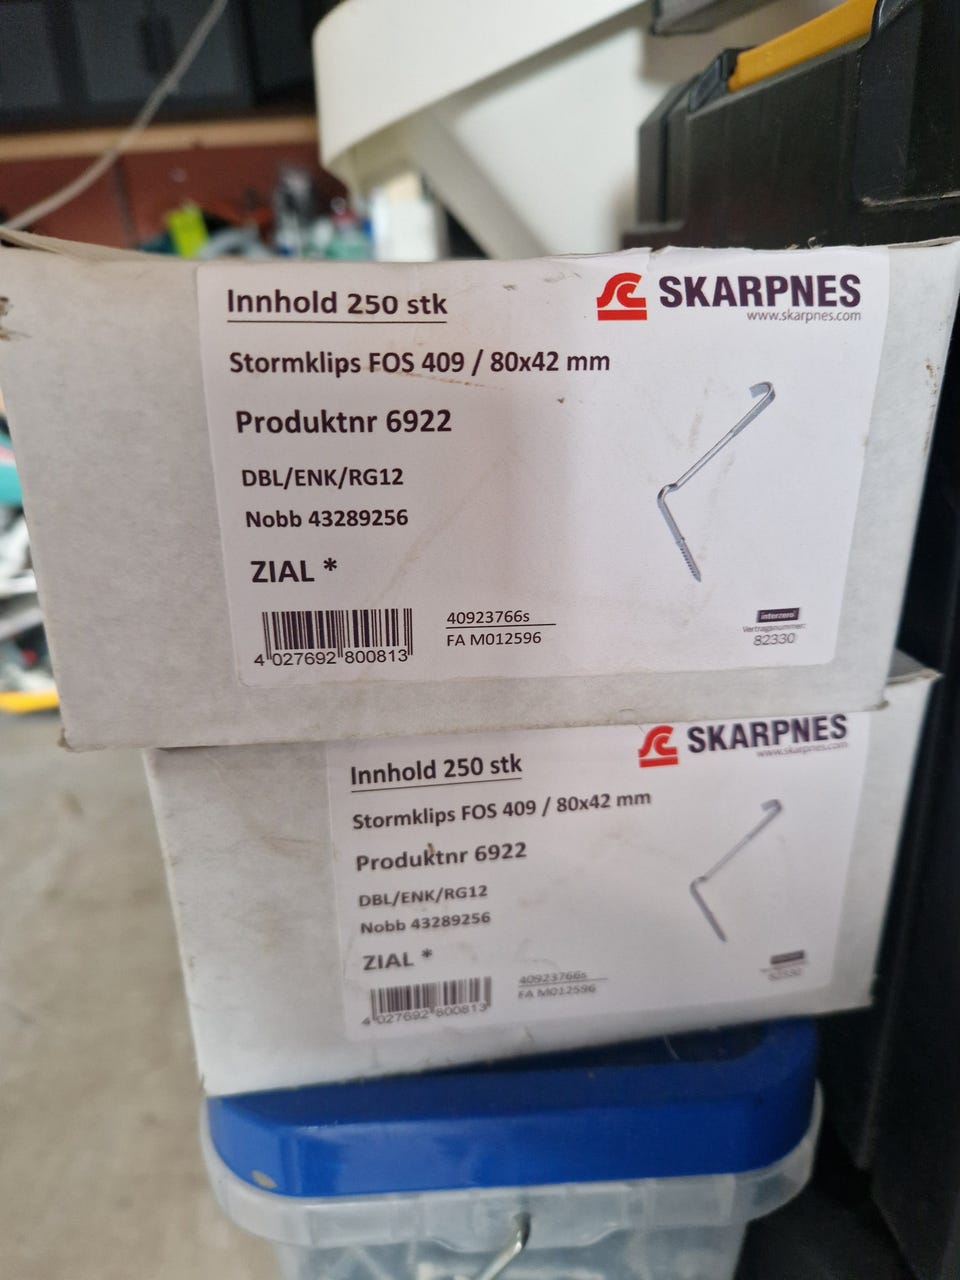 Innhold 250 stk
SKARPNES
www.skarpnes.com
Stormklips FOS 409 / 80x42 mm
Produktnr 6922
DBL/ENK/RG12
Nobb 43289256
ZIAL *
4 027692 800813
40923766s
FA M012596
interzero
Vertragsnummer:
82330
SKARPNES
www.skarpnes.com
Innhold 250 stk
Stormklips FOS 409 / 80x42 mm
Produktnr 6922
DBL/ENK/RG12
Nobb 43289256
ZIAL *
4 027692 800813
40923766s
FA M012596
82330